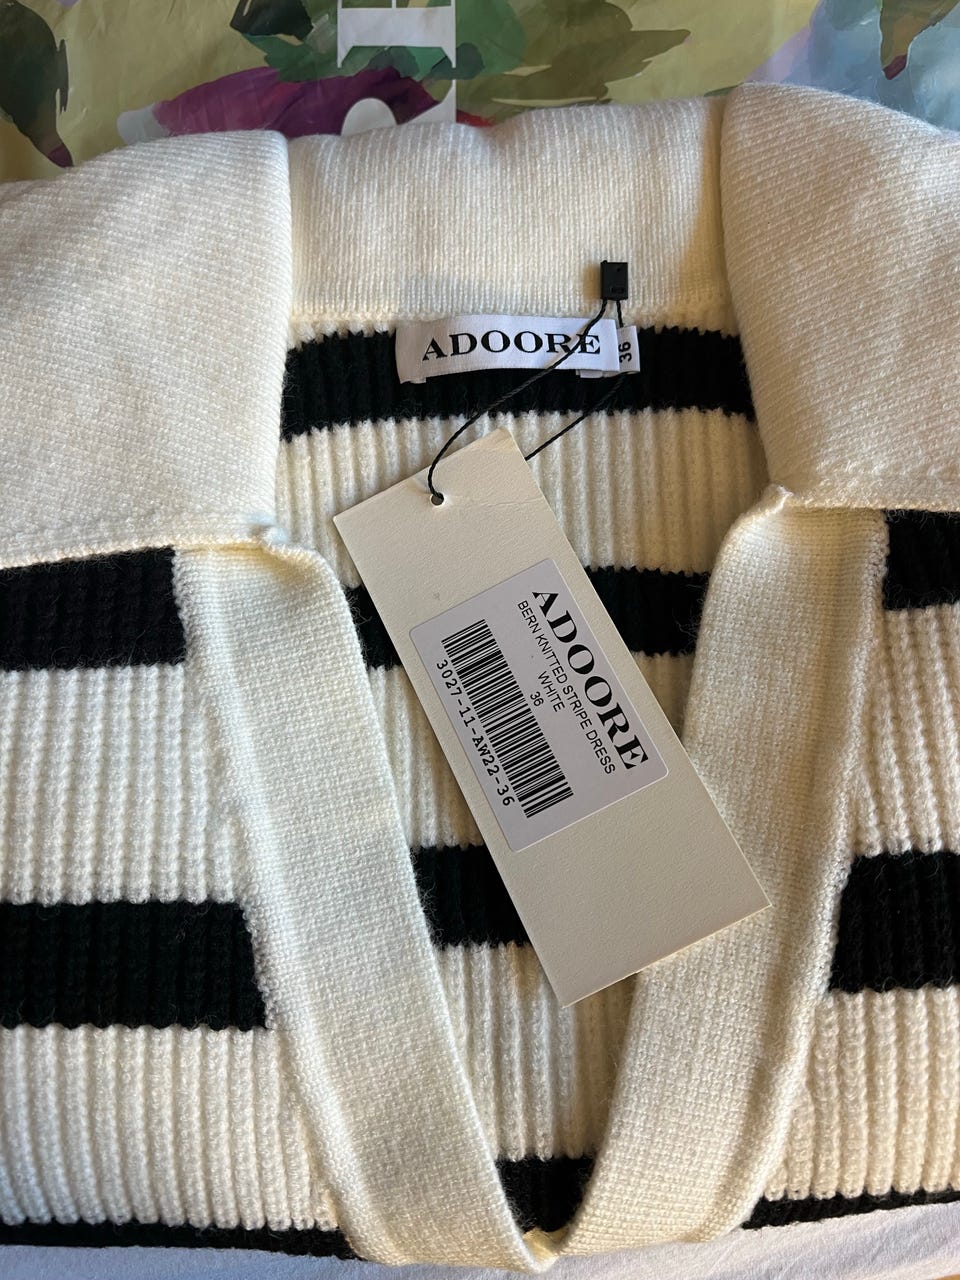 ADOORE
36
ADOORE
BERN KNITTED STRIPE DRESS
WHITE
36
3027-11-AW22-36